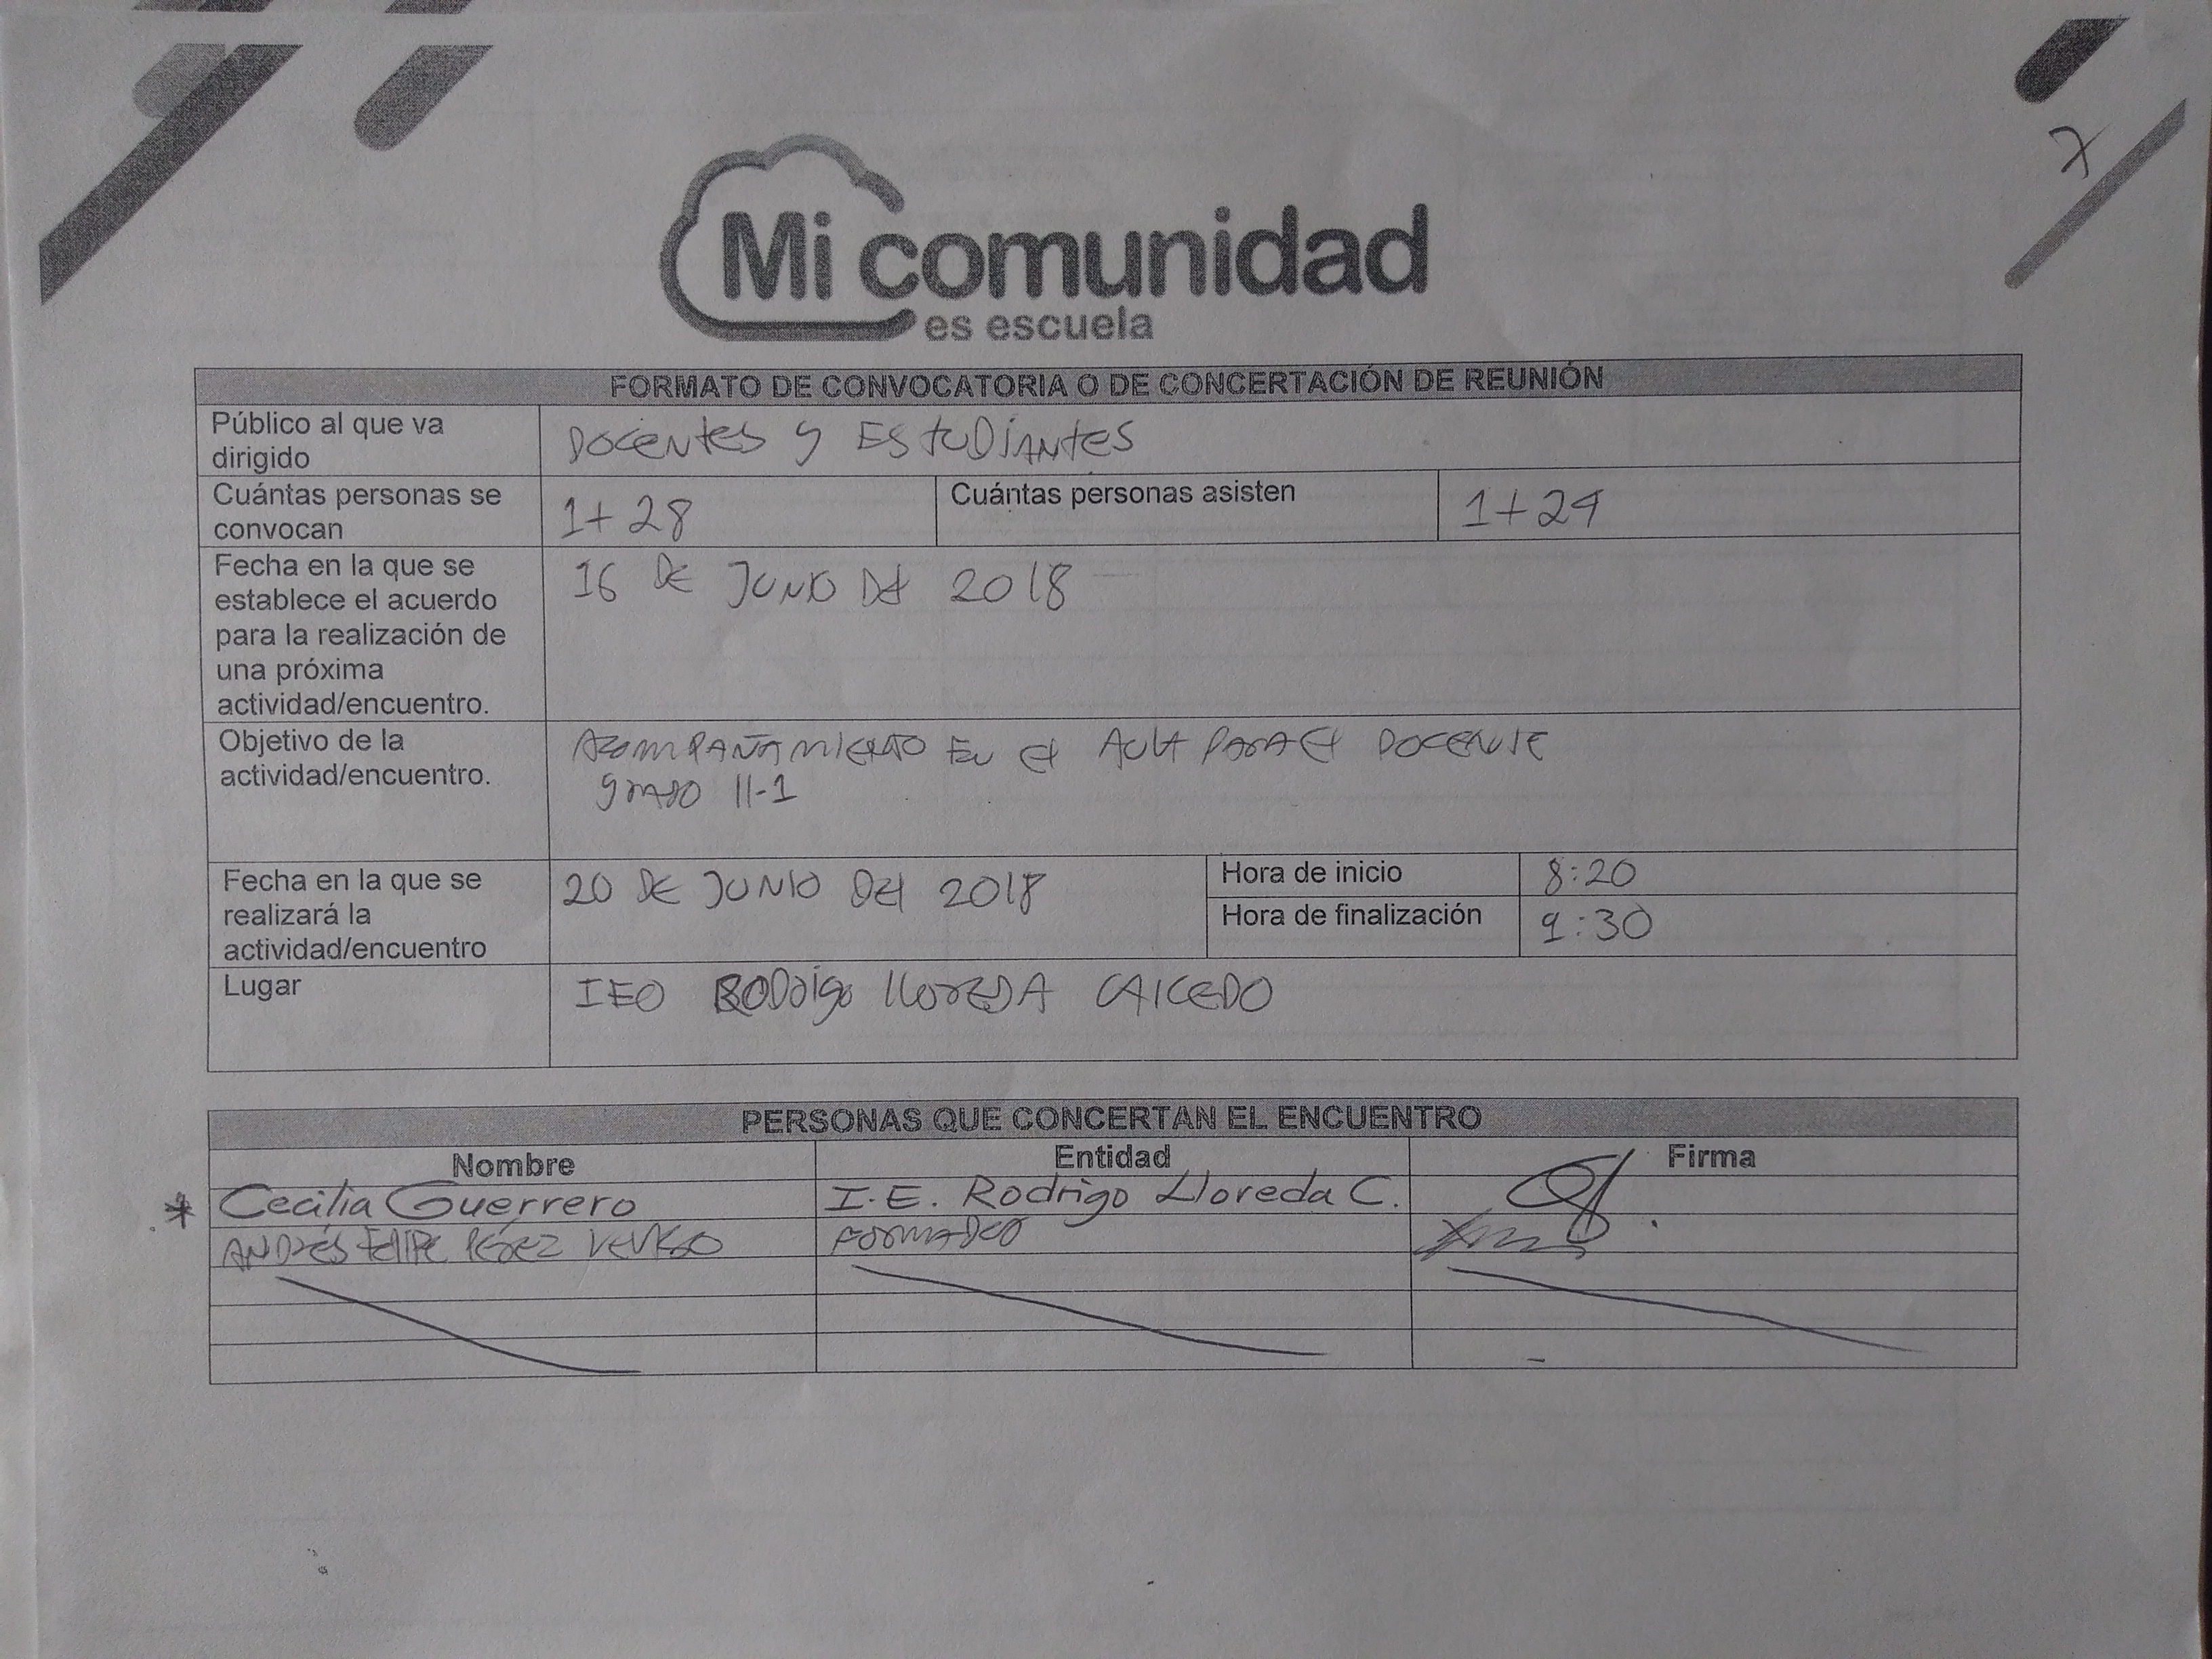 7
Mi comunidad
es escuela
FORMATO DE CONVOCATORIA O DE CONCERTACIÓN DE REUNIÓN
Público al que va
dirigido
DOCENTES Y ESTUDIANTES
Cuántas personas se
convocan
1+28
Cuántas personas asisten
1+29
Fecha en la que se
establece el acuerdo
para la realización de
una próxima
actividad/encuentro.
16 DE JUNIO DEL 2018
Objetivo de la
actividad/encuentro.
ACOMPAÑAMIENTO EN EL AULA PARA EL DOCENTE
GRADO 11-1
Fecha en la que se
realizará la
actividad/encuentro
20 DE JUNIO DEL 2018
Hora de inicio
8:20
Hora de finalización
9:30
Lugar
IEO RODRIGO LLOREDA CAICEDO
PERSONAS QUE CONCERTAN EL ENCUENTRO
Nombre Entidad Firma
* Cecilia Guerrero I.E. Rodrigo Lloreda C.
ANDRÉS FELIPE PÉREZ FORMADOR